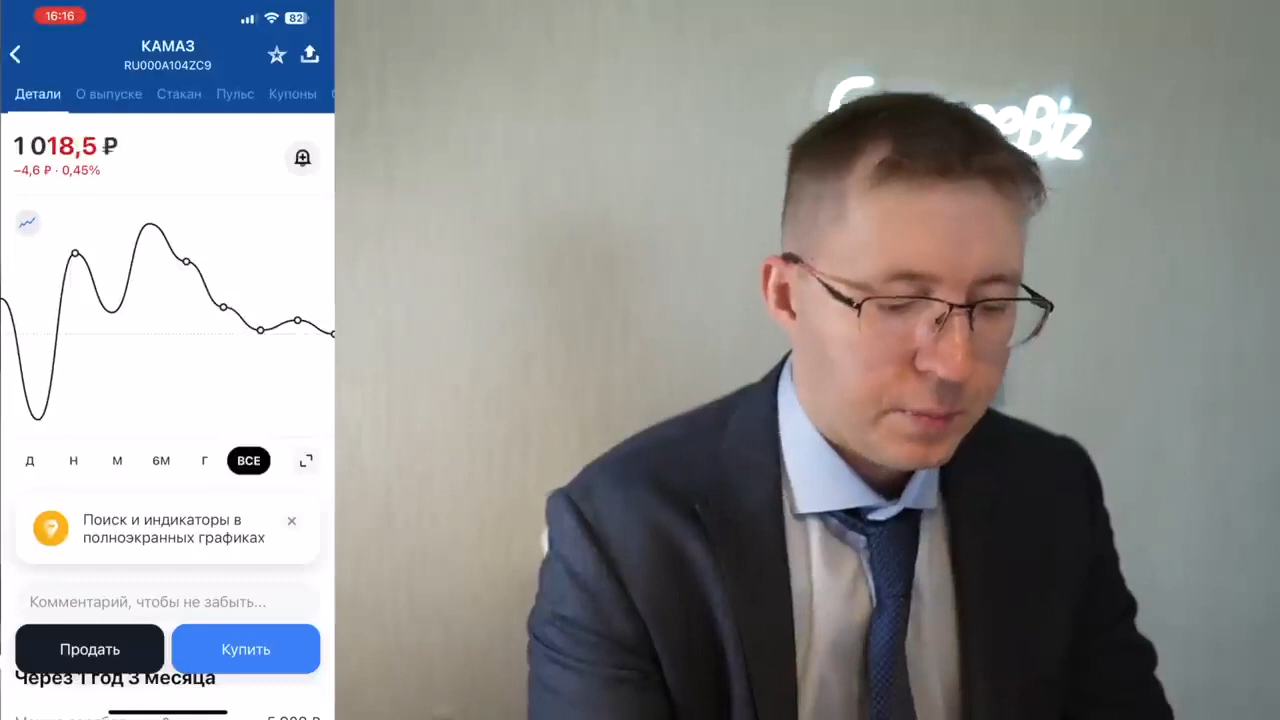 16:16
82
КАМАЗ
RU000A104ZC9
Детали О выпуске Стакан Пульс Купоны
1 018,5 ₽
−4,6 ₽ · 0,45%
Д Н М 6М Г ВСЕ
Поиск и индикаторы в
полноэкранных графиках
Комментарий, чтобы не забыть...
Продать Купить
Через 1 год 3 месяца
Biz